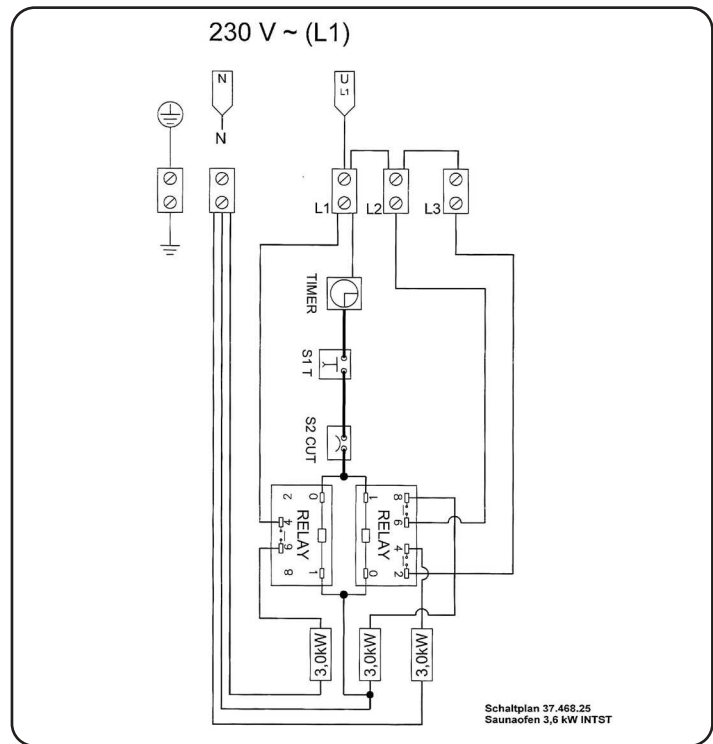 230 V ~ (L1)
N
U
L1
N
L1
L2
L3
TIMER
S1 T
S2 CUT
2 0
4
6
8 1
RELAY
1 8
6
4
0 2
RELAY
3,0kW
3,0kW
3,0kW
Schaltplan 37.468.25
Saunaofen 3,6 kW INTST